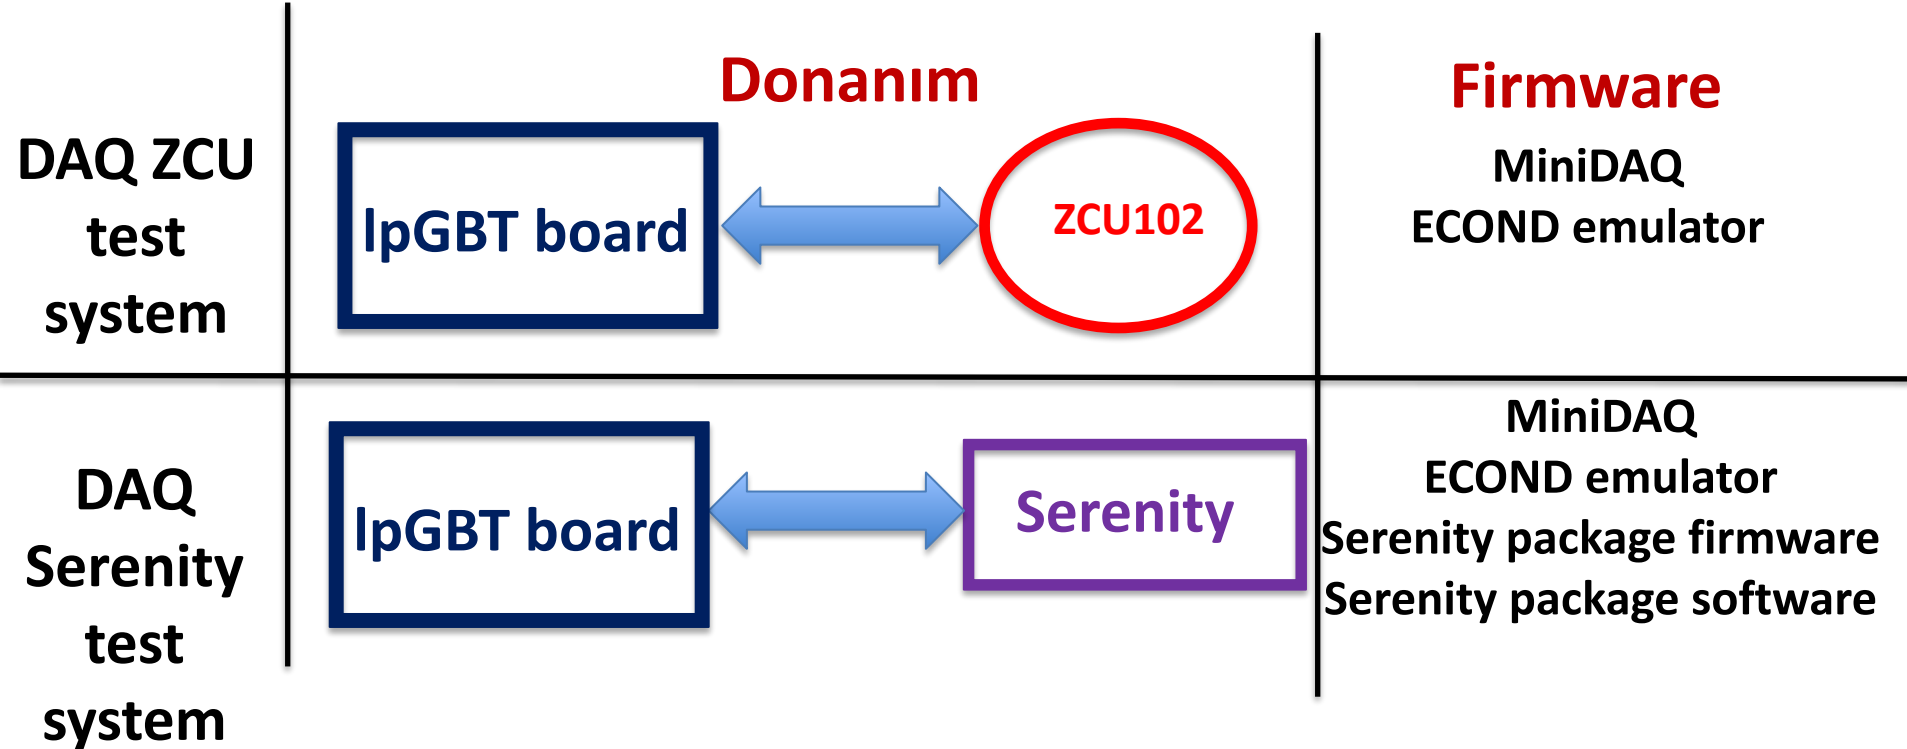 Donanım
Firmware
DAQ ZCU
test
system
lpGBT board
ZCU102
MiniDAQ
ECOND emulator
DAQ
Serenity
test
system
lpGBT board
Serenity
MiniDAQ
ECOND emulator
Serenity package firmware
Serenity package software